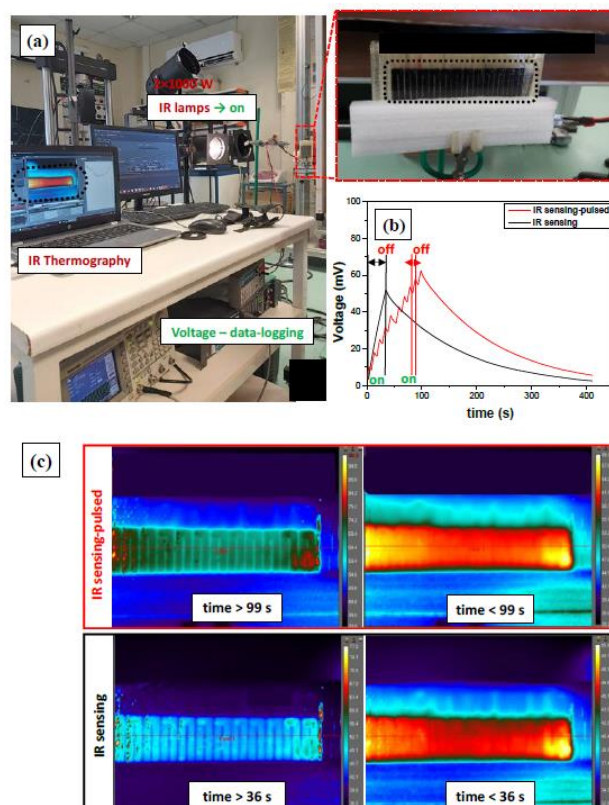 (a)
2×1000 W
IR lamps → on
IR Thermography
Voltage – data-logging
(b)
IR sensing-pulsed
IR sensing
off
off
on
on
100
80
60
40
20
0
Voltage (mV)
0
100
200
300
400
time (s)
(c)
IR sensing-pulsed
time > 99 s
time < 99 s
IR sensing
time > 36 s
time < 36 s